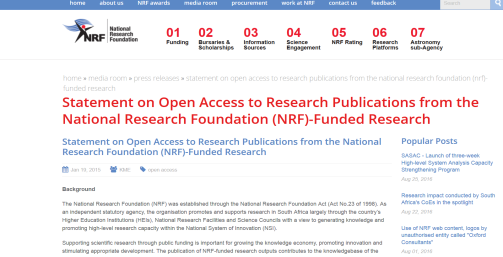 home about us NRF awards media room procurement work at NRF contact us feedback Search
NRF National Research Foundation
01 Funding
02 Bursaries & Scholarships
03 Information Sources
04 Science Engagement
05 NRF Rating
06 Research Platforms
07 Astronomy sub-Agency
home » media room » press releases » statement on open access to research publications from the national research foundation (nrf)-
funded research
Statement on Open Access to Research Publications from the
National Research Foundation (NRF)-Funded Research
Statement on Open Access to Research Publications from the National
Research Foundation (NRF)-Funded Research
Jan 19, 2015 KMC open access
Background
The National Research Foundation (NRF) was established through the National Research Foundation Act (Act No.23 of 1998). As
an independent statutory agency, the organisation promotes and supports research in South Africa largely through the country's
Higher Education Institutions (HEIs), National Research Facilities and Science Councils with a view to generating knowledge and
promoting high-level research capacity within the National System of Innovation (NSI).
Supporting scientific research through public funding is important for growing the knowledge economy, promoting innovation and
stimulating appropriate development. The publication of NRF-funded research outputs contributes to the knowledgebase of the
Popular Posts
SASAC - Launch of three-week
High-level System Analysis Capacity
Strengthening Program
Aug 25, 2016
Research impact conducted by South
Africa's CoEs in the spotlight
Aug 22, 2016
Use of NRF web content, logos by
unauthorised entity called "Oxford
Consultants"
Aug 01, 2016